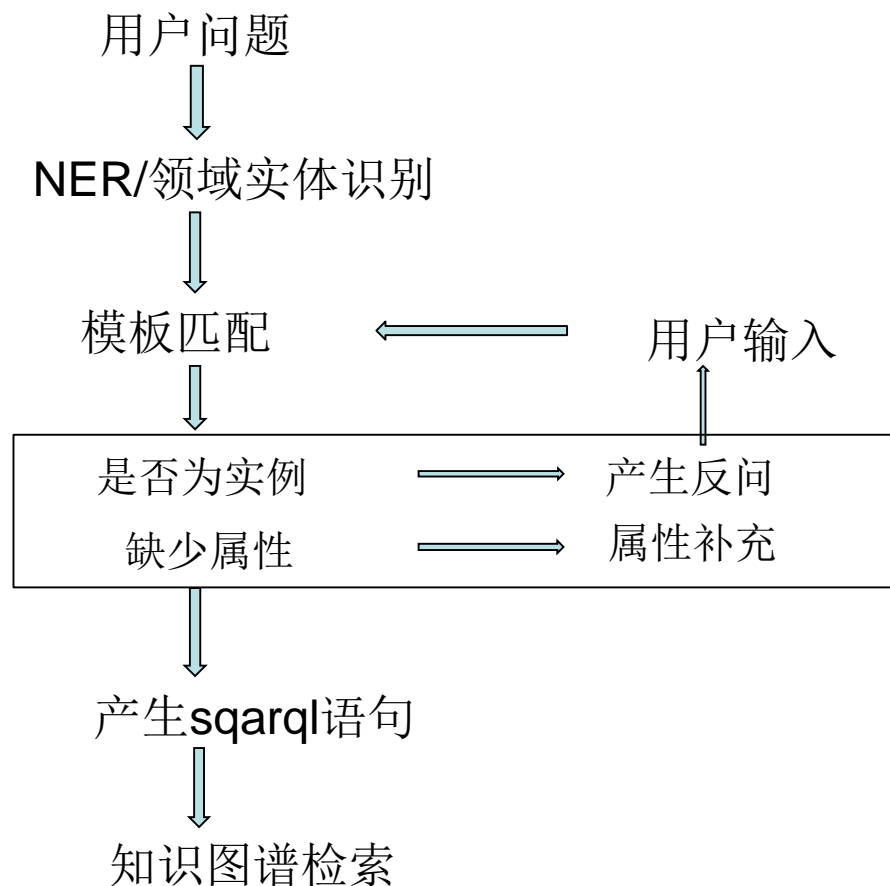 用户问题
NER/领域实体识别
模板匹配
用户输入
是否为实例
产生反问
缺少属性
属性补充
产生sqarql语句
知识图谱检索